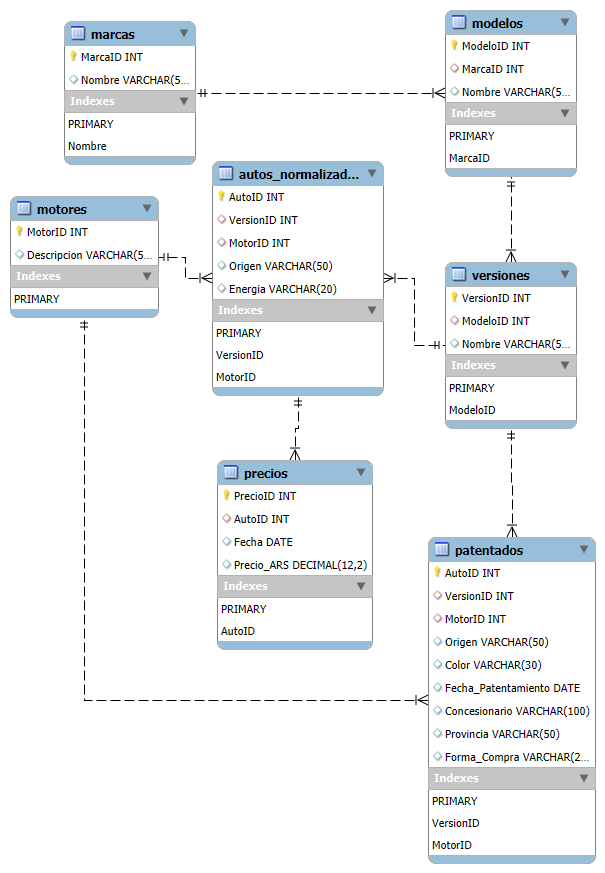 marcas
MarcaID INT
Nombre VARCHAR(5...
Indexes
PRIMARY
Nombre
modelos
ModeloID INT
MarcaID INT
Nombre VARCHAR(5...
Indexes
PRIMARY
MarcaID
motores
MotorID INT
Descripcion VARCHAR(5...
Indexes
PRIMARY
autos_normalizad...
AutoID INT
VersionID INT
MotorID INT
Origen VARCHAR(50)
Energia VARCHAR(20)
Indexes
PRIMARY
VersionID
MotorID
versiones
VersionID INT
ModeloID INT
Nombre VARCHAR(5...
Indexes
PRIMARY
ModeloID
precios
PrecioID INT
AutoID INT
Fecha DATE
Precio_ARS DECIMAL(12,2)
Indexes
PRIMARY
AutoID
patentados
AutoID INT
VersionID INT
MotorID INT
Origen VARCHAR(50)
Color VARCHAR(30)
Fecha_Patentamiento DATE
Concesionario VARCHAR(100)
Provincia VARCHAR(50)
Forma_Compra VARCHAR(2...
Indexes
PRIMARY
VersionID
MotorID